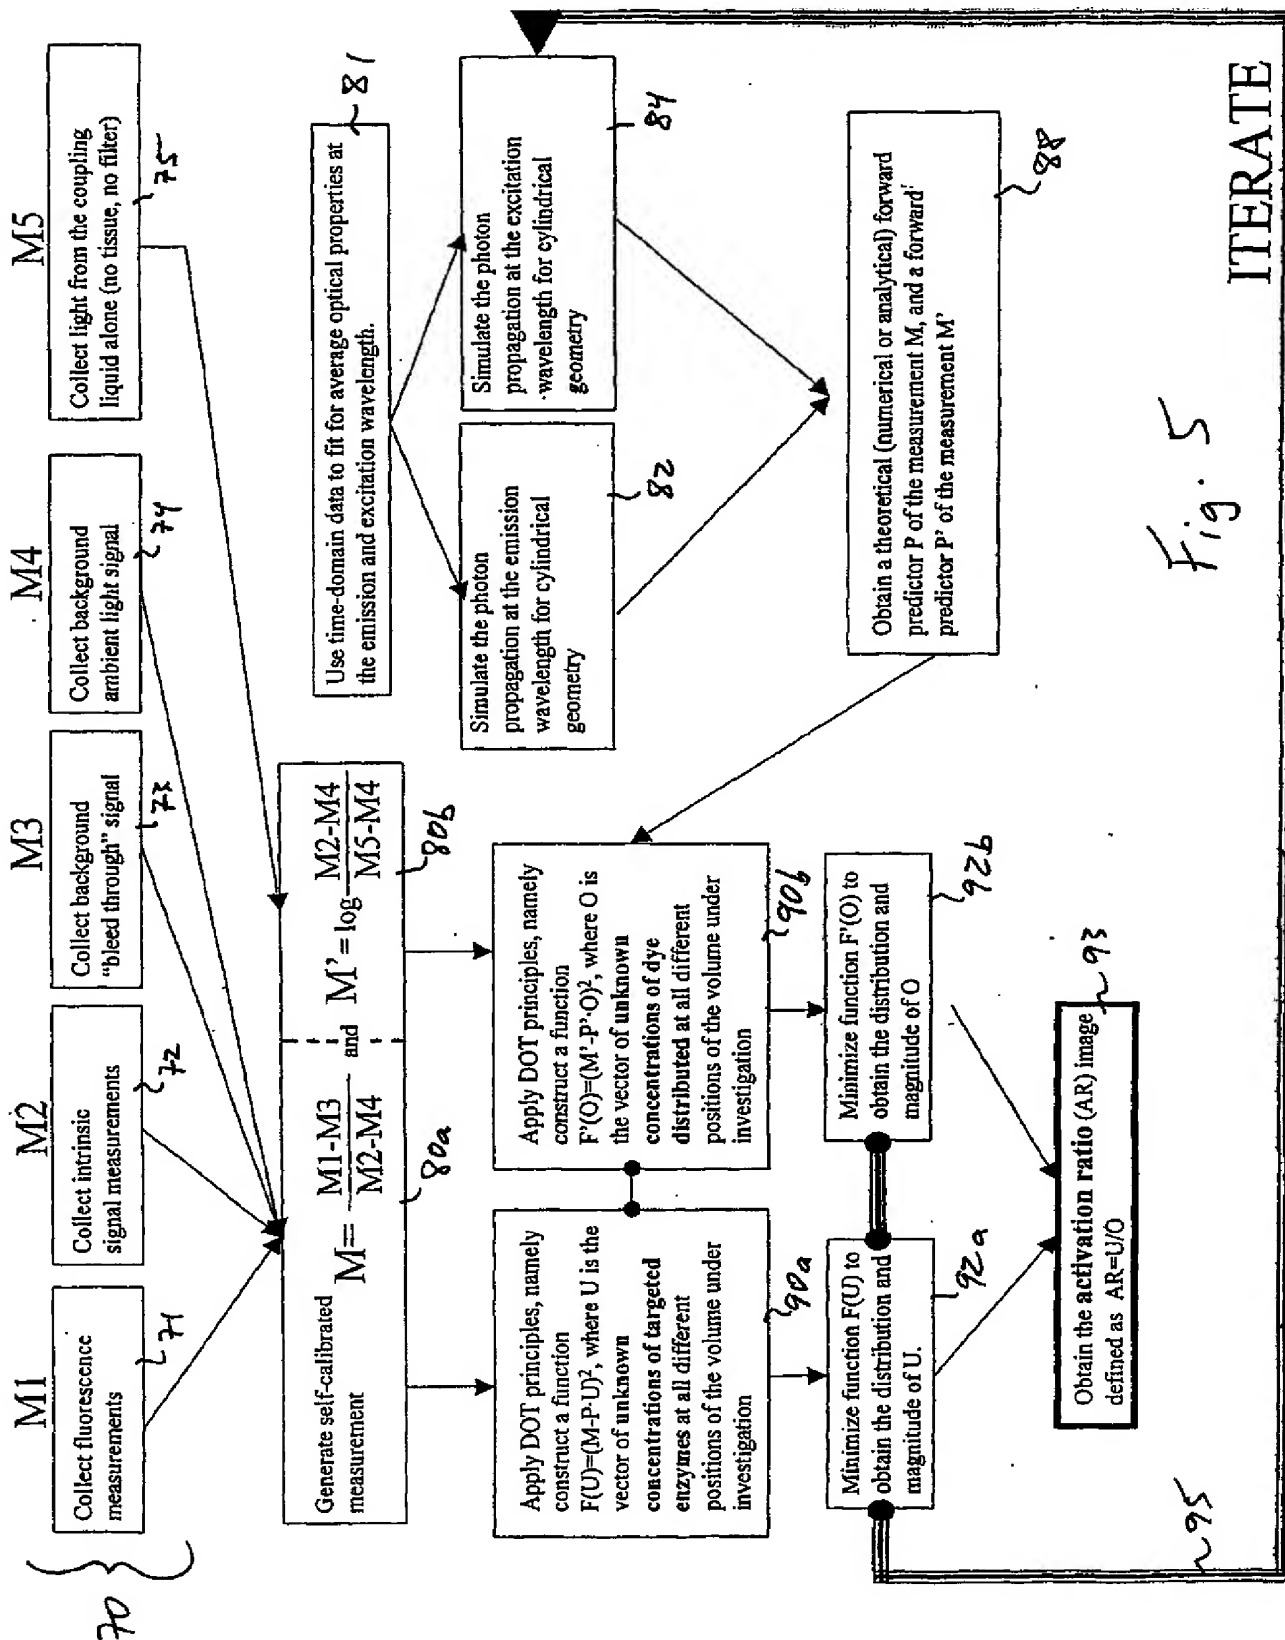 70
M1
Collect fluorescence
measurements
71
M2
Collect intrinsic
signal measurements
72
M3
Collect background
"bleed through" signal
73
M4
Collect background
ambient light signal
74
M5
Collect light from the coupling
liquid alone (no tissue, no filter)
75
Generate self-calibrated
measurement
M= M1-M3 / M2-M4 and M'=log M2-M4 / M5-M4
80a
80b
Use time-domain data to fit for average optical properties at
the emission and excitation wavelength.
81
Simulate the photon
propagation at the emission
wavelength for cylindrical
geometry
82
Simulate the photon
propagation at the excitation
wavelength for cylindrical
geometry
84
Apply DOT principles, namely
construct a function
F(U)=(M-P·U)², where U is the
vector of unknown
concentrations of targeted
enzymes at all different
positions of the volume under
investigation
90a
Apply DOT principles, namely
construct a function
F'(O)=(M'-P'·O)², where O is
the vector of unknown
concentrations of dye
distributed at all different
positions of the volume under
investigation
90b
Obtain a theoretical (numerical or analytical) forward
predictor P of the measurement M, and a forward
predictor P' of the measurement M'
88
Minimize function F(U) to
obtain the distribution and
magnitude of U.
92a
Minimize function F'(O) to
obtain the distribution and
magnitude of O
92b
Obtain the activation ratio (AR) image
defined as AR=U/O
93
95
Fig. 5
ITERATE